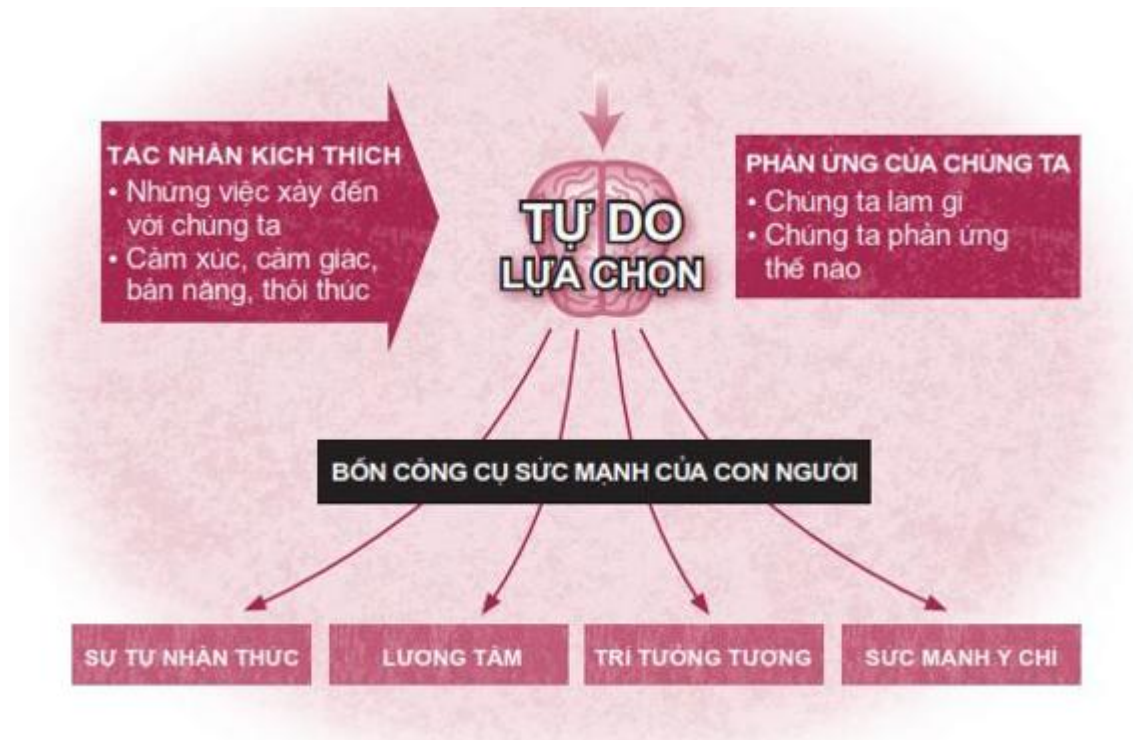 TÁC NHÂN KÍCH THÍCH
• Những việc xảy đến
với chúng ta
• Cảm xúc, cảm giác,
bản năng, thôi thúc
TỰ DO
LỰA CHỌN
PHẢN ỨNG CỦA CHÚNG TA
• Chúng ta làm gì
• Chúng ta phản ứng
thế nào
BỐN CÔNG CỤ SỨC MẠNH CỦA CON NGƯỜI
SỰ TỰ NHẬN THỨC
LƯƠNG TÂM
TRÍ TƯỞNG TƯỢNG
SỨC MẠNH Ý CHÍ